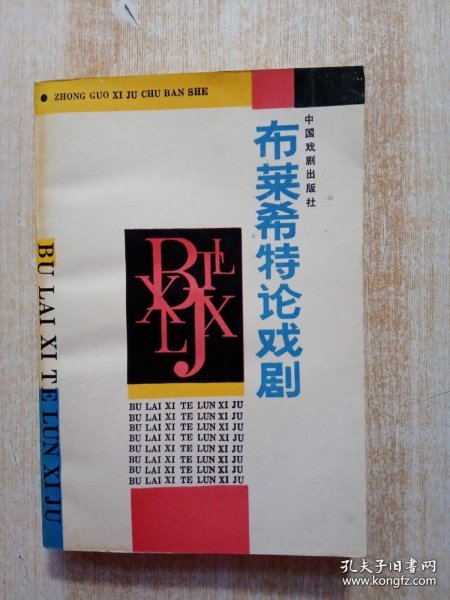 ZHONG GUO XI JU CHU BAN SHE
中国戏剧出版社
布莱希特论戏剧
BU LAI XI TE LUN XI JU
BLXTLXJ
BU LAI XI TE LUN XI JU
BU LAI XI TE LUN XI JU
BU LAI XI TE LUN XI JU
BU LAI XI TE LUN XI JU
BU LAI XI TE LUN XI JU
BU LAI XI TE LUN XI JU
BU LAI XI TE LUN XI JU
BU LAI XI TE LUN XI JU
孔夫子旧书网
www.kongfz.com